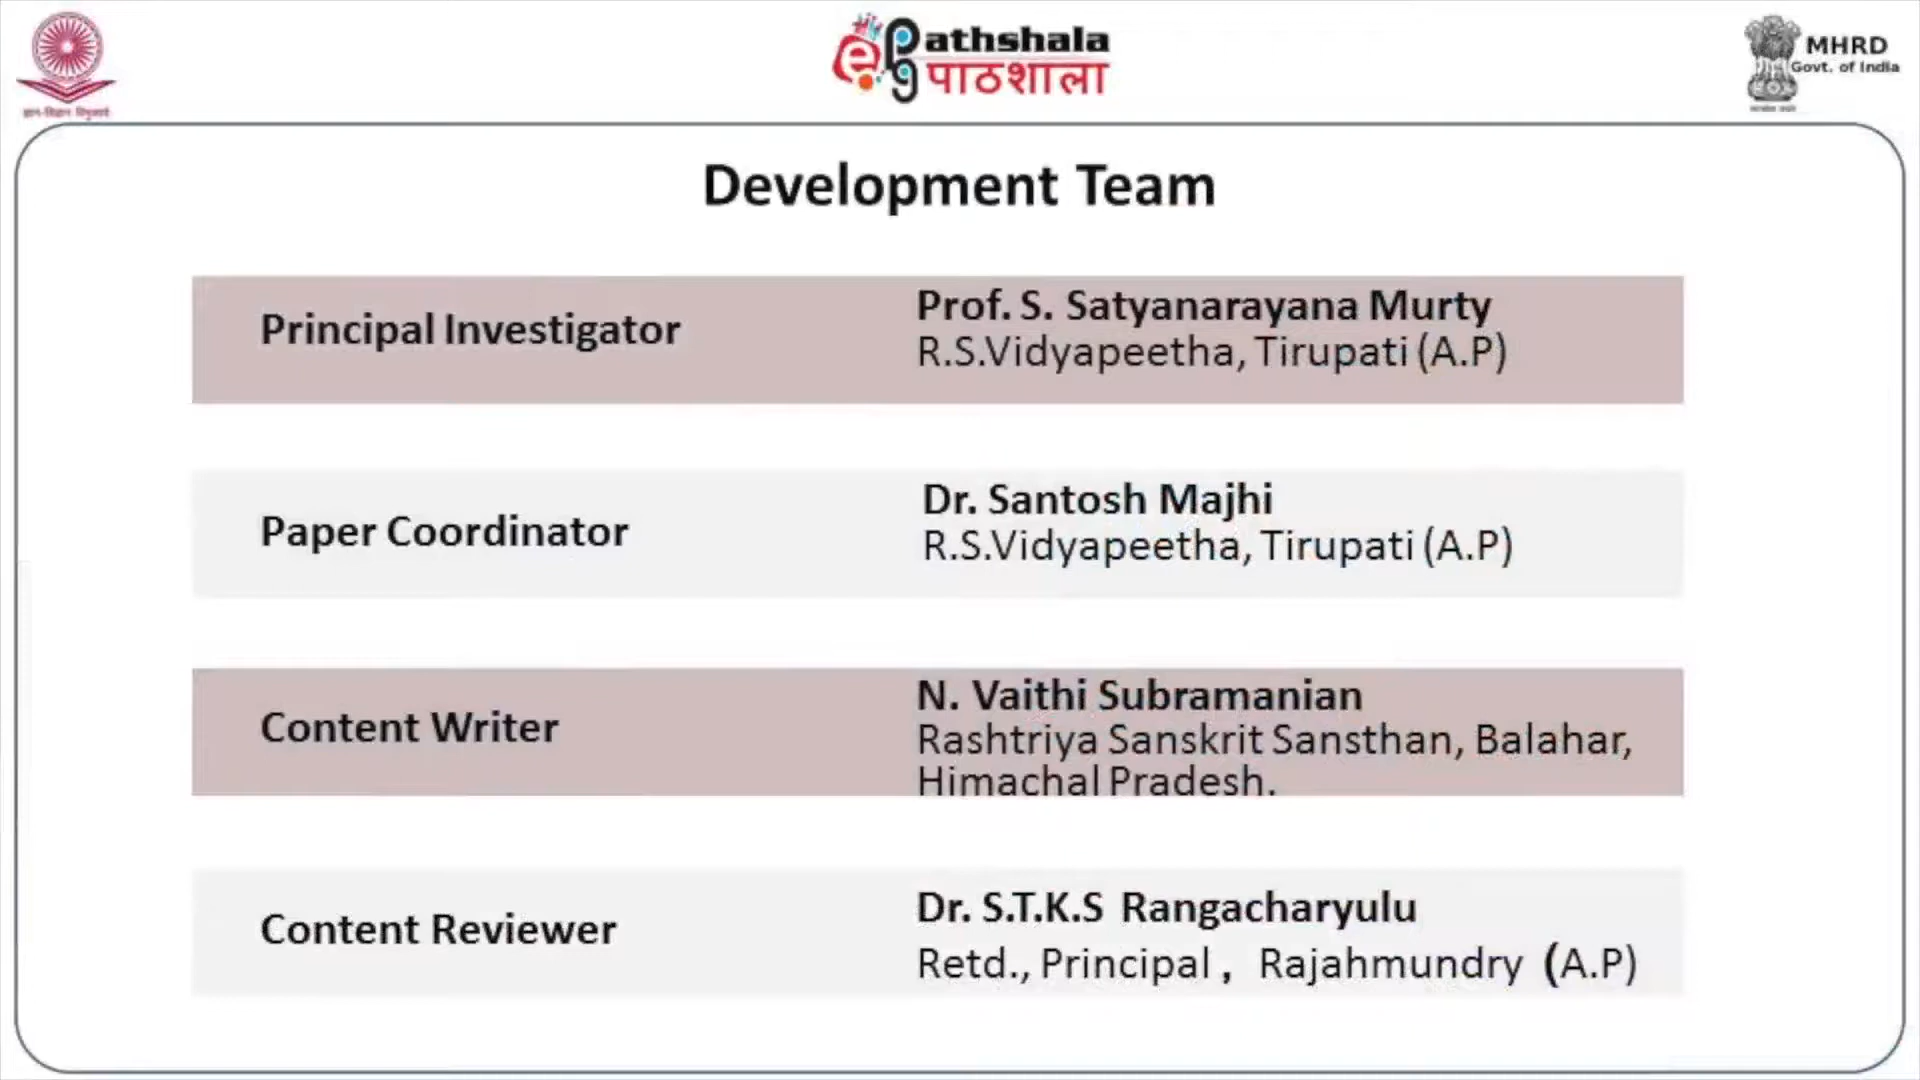 ज्ञान-विज्ञान विमुक्तये
Pathshala
पाठशाला
MHRD
Govt. of India
Development Team
Principal Investigator
Prof. S. Satyanarayana Murty
R.S.Vidyapeetha, Tirupati (A.P)
Paper Coordinator
Dr. Santosh Majhi
R.S.Vidyapeetha, Tirupati (A.P)
Content Writer
N. Vaithi Subramanian
Rashtriya Sanskrit Sansthan, Balahar,
Himachal Pradesh.
Content Reviewer
Dr. S.T.K.S Rangacharyulu
Retd., Principal , Rajahmundry (A.P)